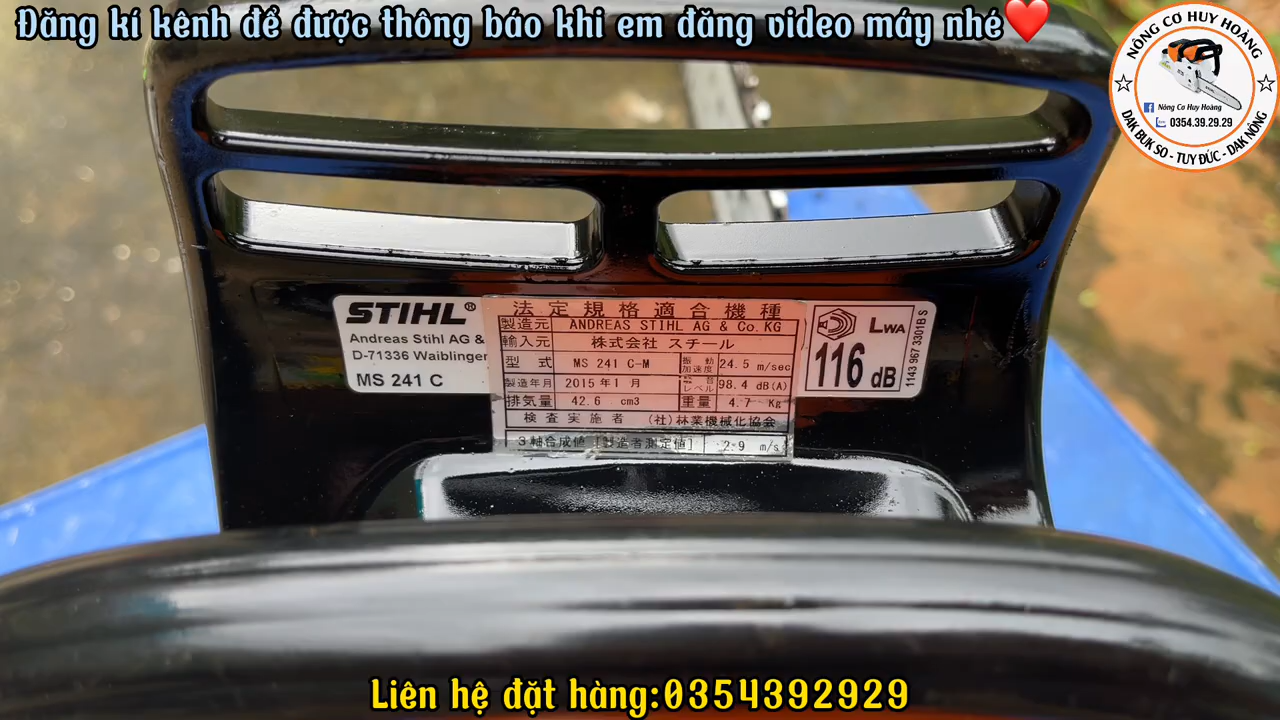 Đăng kí kênh để được thông báo khi em đăng video máy nhé❤️
NÔNG CƠ HUY HOÀNG
Nông Cơ Huy Hoàng
0354.39.29.29
ĐAK BUK SO - TUY ĐỨC - ĐAK NÔNG
STIHL®
Andreas Stihl AG &
D-71336 Waiblingen
MS 241 C
法定規格適合機種
製造元 ANDREAS STIHL AG & Co. KG
輸入元 株式会社 スチール
型式 MS 241 C-M 振動加速度 24.5 m/sec
製造年月 2015年1月 騒音レベル 98.4 dB(A)
排気量 42.6 cm3 重量 4.7 Kg
検査実施者 (社)林業機械化協会
3軸合成値 [製造者測定値] 2.9 m/s
LWA
116 dB
1143 967 3301B S
Liên hệ đặt hàng:0354392929